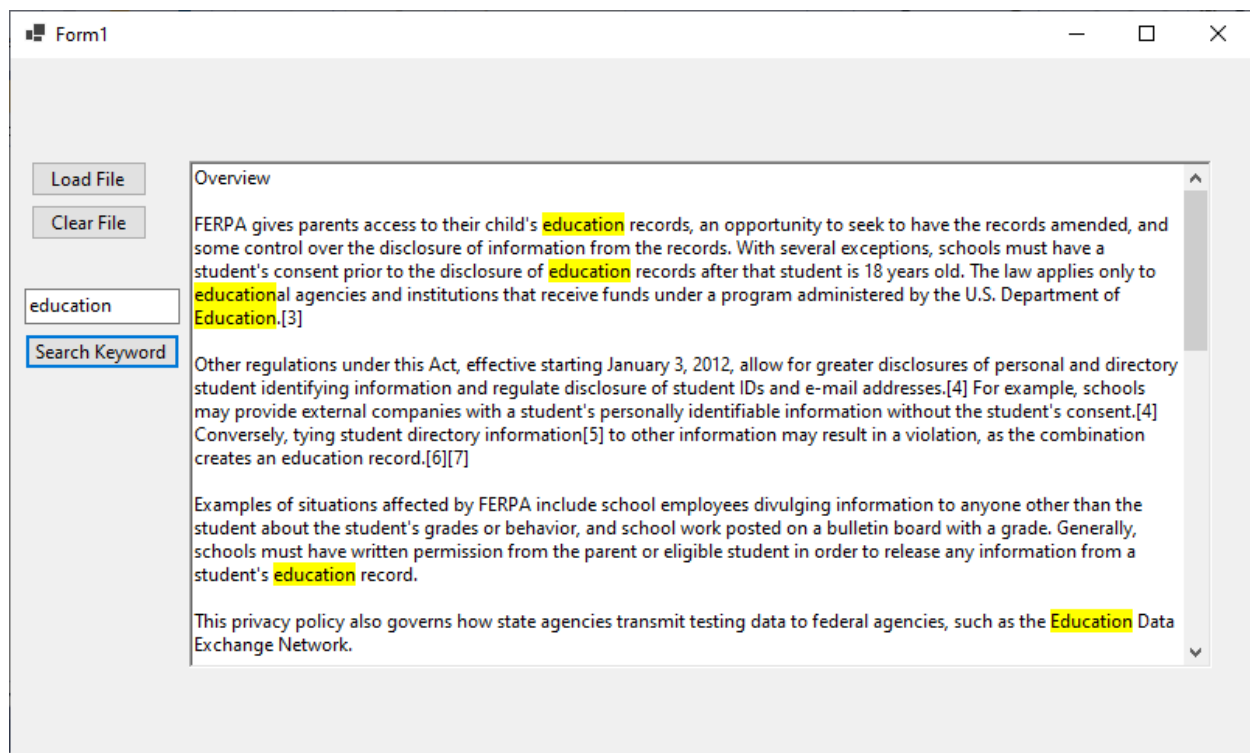 Form1
Load File
Clear File
education
Search Keyword
Overview
FERPA gives parents access to their child's education records, an opportunity to seek to have the records amended, and
some control over the disclosure of information from the records. With several exceptions, schools must have a
student's consent prior to the disclosure of education records after that student is 18 years old. The law applies only to
educational agencies and institutions that receive funds under a program administered by the U.S. Department of
Education.[3]
Other regulations under this Act, effective starting January 3, 2012, allow for greater disclosures of personal and directory
student identifying information and regulate disclosure of student IDs and e-mail addresses.[4] For example, schools
may provide external companies with a student's personally identifiable information without the student's consent.[4]
Conversely, tying student directory information[5] to other information may result in a violation, as the combination
creates an education record.[6][7]
Examples of situations affected by FERPA include school employees divulging information to anyone other than the
student about the student's grades or behavior, and school work posted on a bulletin board with a grade. Generally,
schools must have written permission from the parent or eligible student in order to release any information from a
student's education record.
This privacy policy also governs how state agencies transmit testing data to federal agencies, such as the Education Data
Exchange Network.